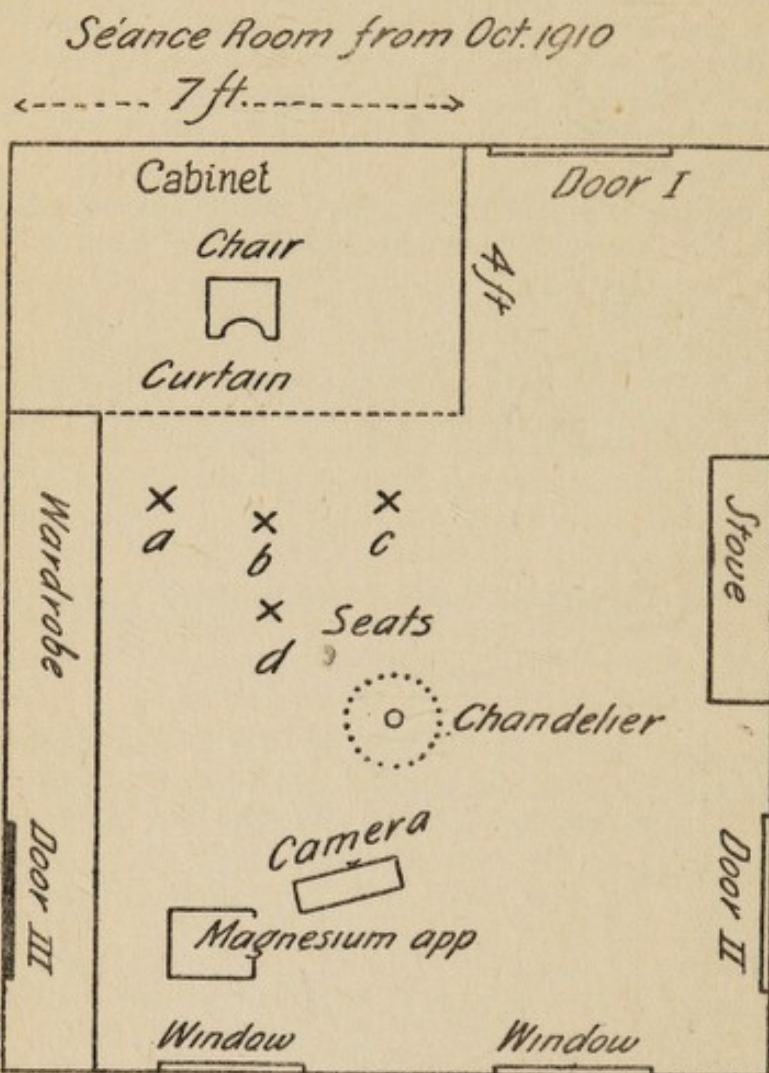 Séance Room from Oct. 1910
7 ft.
Cabinet
Door I
Chair
4 ft
Curtain
Wardrobe
a
b
c
Stove
d
Seats
Chandelier
Camera
Door III
Door II
Magnesium app
Window
Window